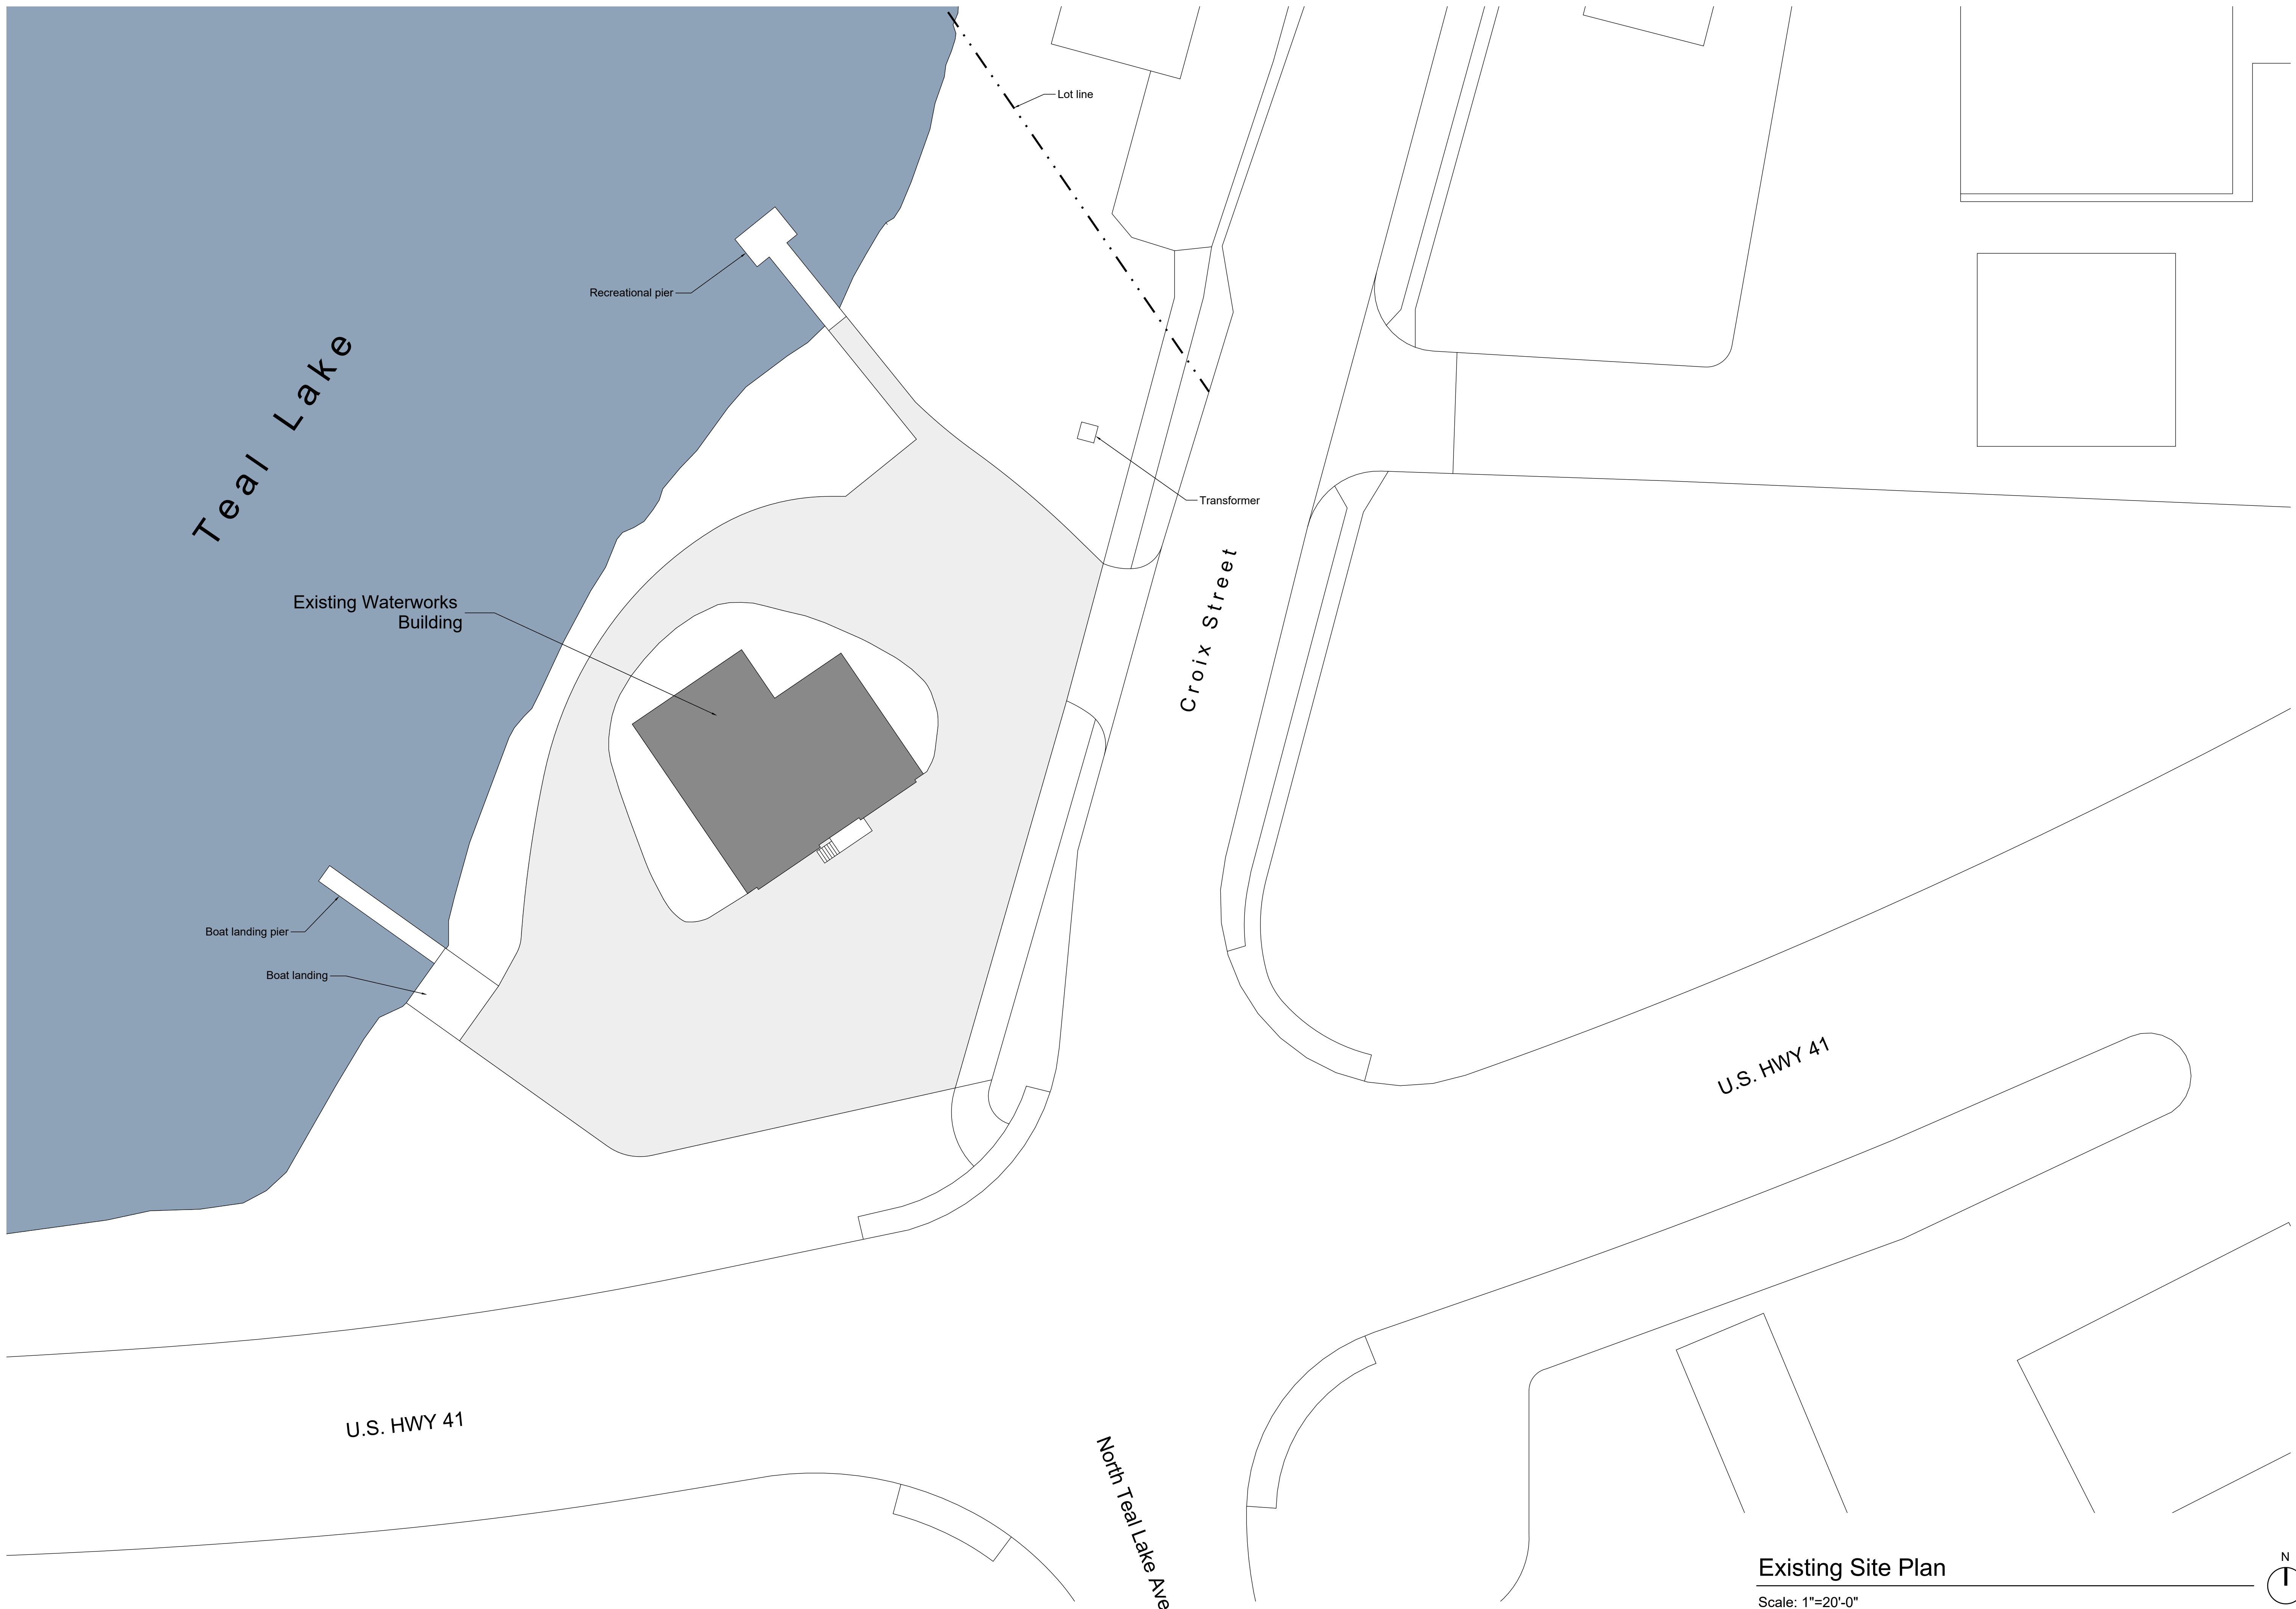 Lot line
Recreational pier
Teal Lake
Transformer
Croix Street
Existing Waterworks
Building
Boat landing pier
Boat landing
U.S. HWY 41
U.S. HWY 41
North Teal Lake Ave
Existing Site Plan
N
Scale: 1"=20'-0"